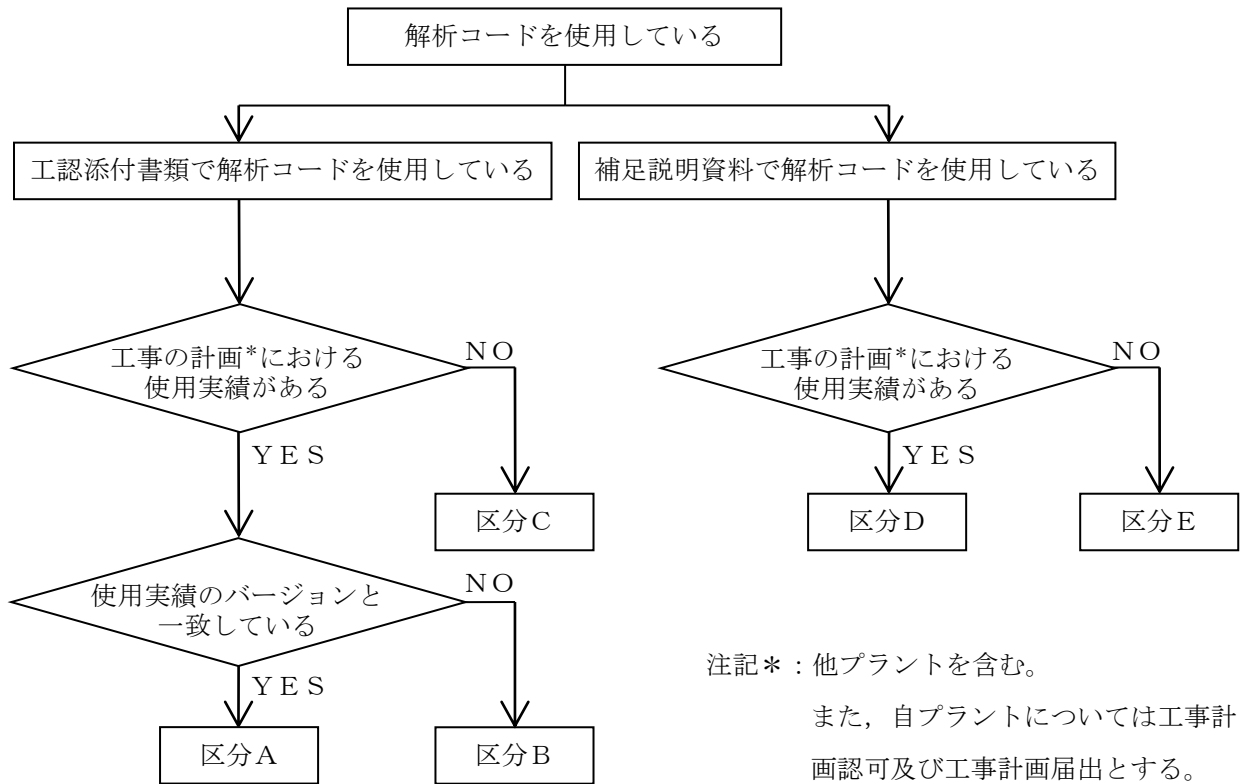 解析コードを使用している
工認添付書類で解析コードを使用している
補足説明資料で解析コードを使用している
工事の計画*における
使用実績がある
NO
YES
区分C
使用実績のバージョンと
一致している
NO
YES
区分A
区分B
工事の計画*における
使用実績がある
NO
YES
区分D
区分E
注記*：他プラントを含む。
また，自プラントについては工事計
画認可及び工事計画届出とする。